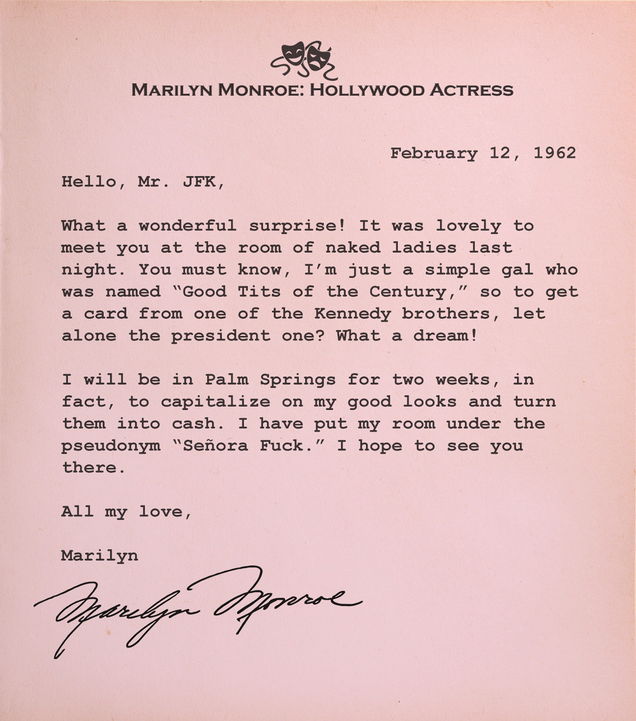 MARILYN MONROE: HOLLYWOOD ACTRESS
February 12, 1962
Hello, Mr. JFK,
What a wonderful surprise! It was lovely to
meet you at the room of naked ladies last
night. You must know, I’m just a simple gal who
was named “Good Tits of the Century,” so to get
a card from one of the Kennedy brothers, let
alone the president one? What a dream!
I will be in Palm Springs for two weeks, in
fact, to capitalize on my good looks and turn
them into cash. I have put my room under the
pseudonym “Señora Fuck.” I hope to see you
there.
All my love,
Marilyn
Marilyn Monroe